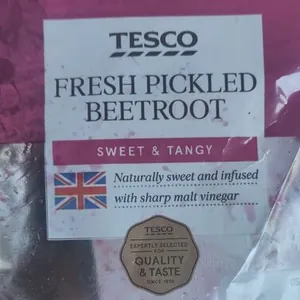 TESCO
FRESH PICKLED
BEETROOT
SWEET & TANGY
Naturally sweet and infused
with sharp malt vinegar
TESCO
EXPERTLY SELECTED
FOR
QUALITY
& TASTE